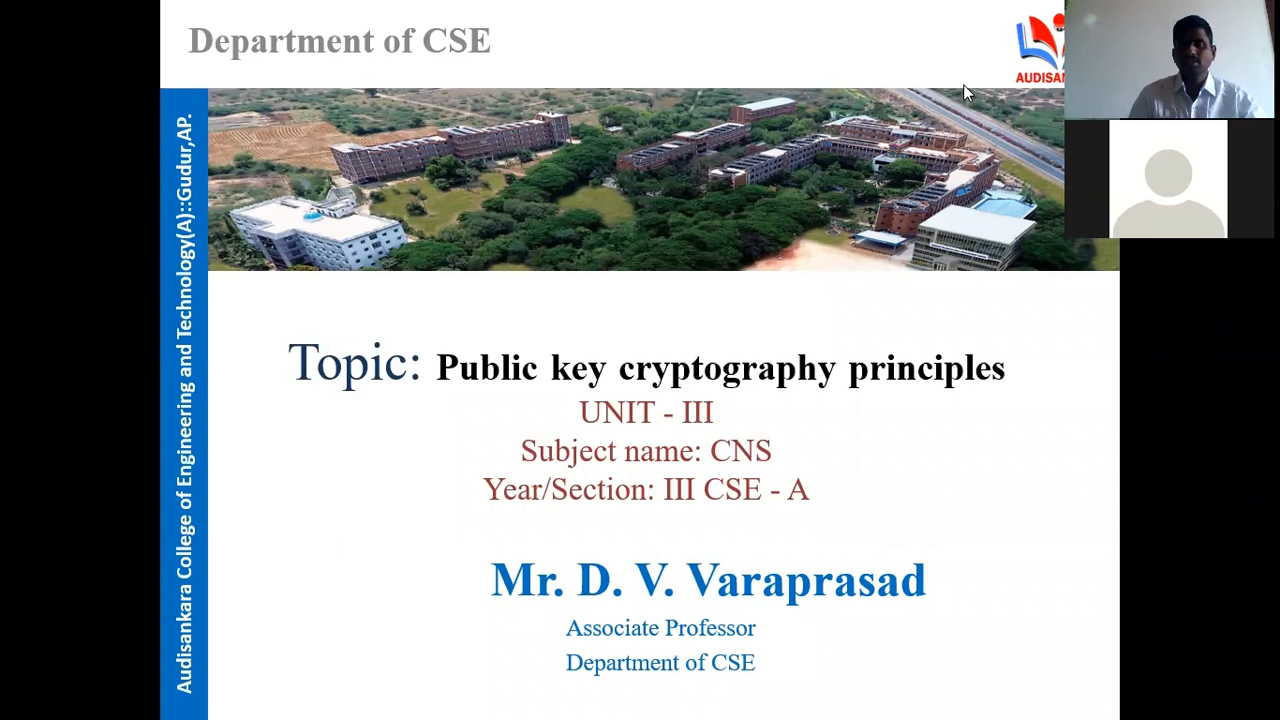 Department of CSE
AUDISAN
Audisankara College of Engineering and Technology(A)::Gudur,AP.
Topic: Public key cryptography principles
UNIT - III
Subject name: CNS
Year/Section: III CSE - A
Mr. D. V. Varaprasad
Associate Professor
Department of CSE